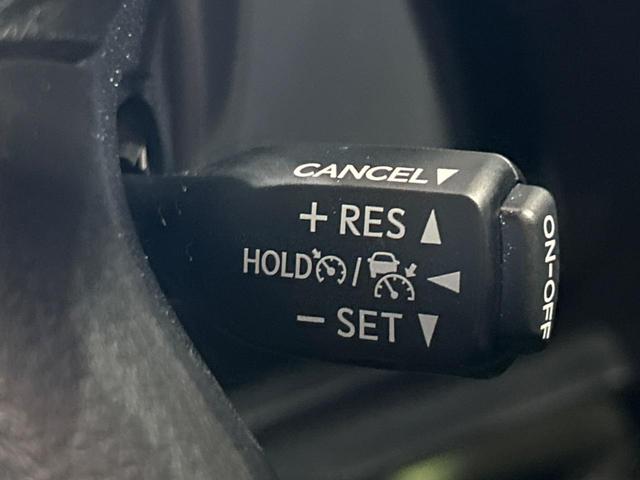 CANCEL▼
+ RES ▲
HOLD / ◀
− SET ▼
ON-OFF